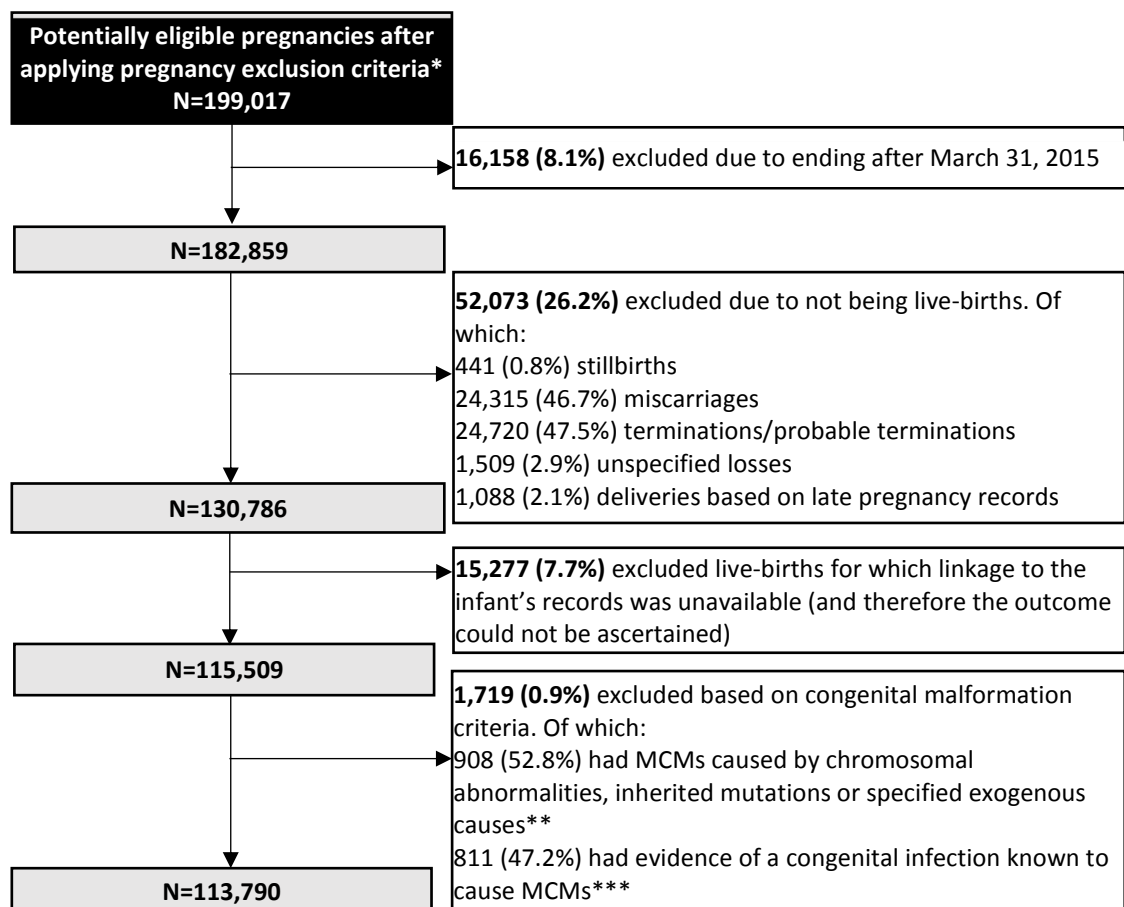 Potentially eligible pregnancies after
applying pregnancy exclusion criteria*
N=199,017
16,158 (8.1%) excluded due to ending after March 31, 2015
N=182,859
52,073 (26.2%) excluded due to not being live-births. Of
which:
441 (0.8%) stillbirths
24,315 (46.7%) miscarriages
24,720 (47.5%) terminations/probable terminations
1,509 (2.9%) unspecified losses
1,088 (2.1%) deliveries based on late pregnancy records
N=130,786
15,277 (7.7%) excluded live-births for which linkage to the
infant’s records was unavailable (and therefore the outcome
could not be ascertained)
N=115,509
1,719 (0.9%) excluded based on congenital malformation
criteria. Of which:
908 (52.8%) had MCMs caused by chromosomal
abnormalities, inherited mutations or specified exogenous
causes**
811 (47.2%) had evidence of a congenital infection known to
cause MCMs***
N=113,790